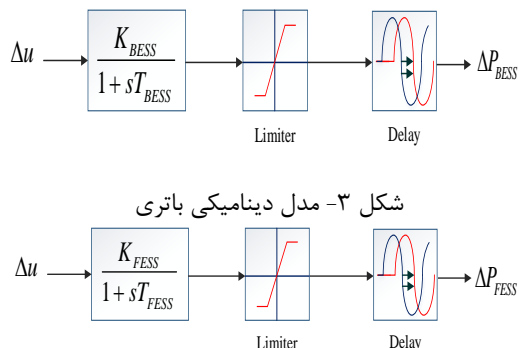 Δu
K_BESS
1 + sT_BESS
ΔP_BESS
Limiter
Delay
شکل ۳- مدل دینامیکی باتری
Δu
K_FESS
1 + sT_FESS
ΔP_FESS
Limiter
Delay